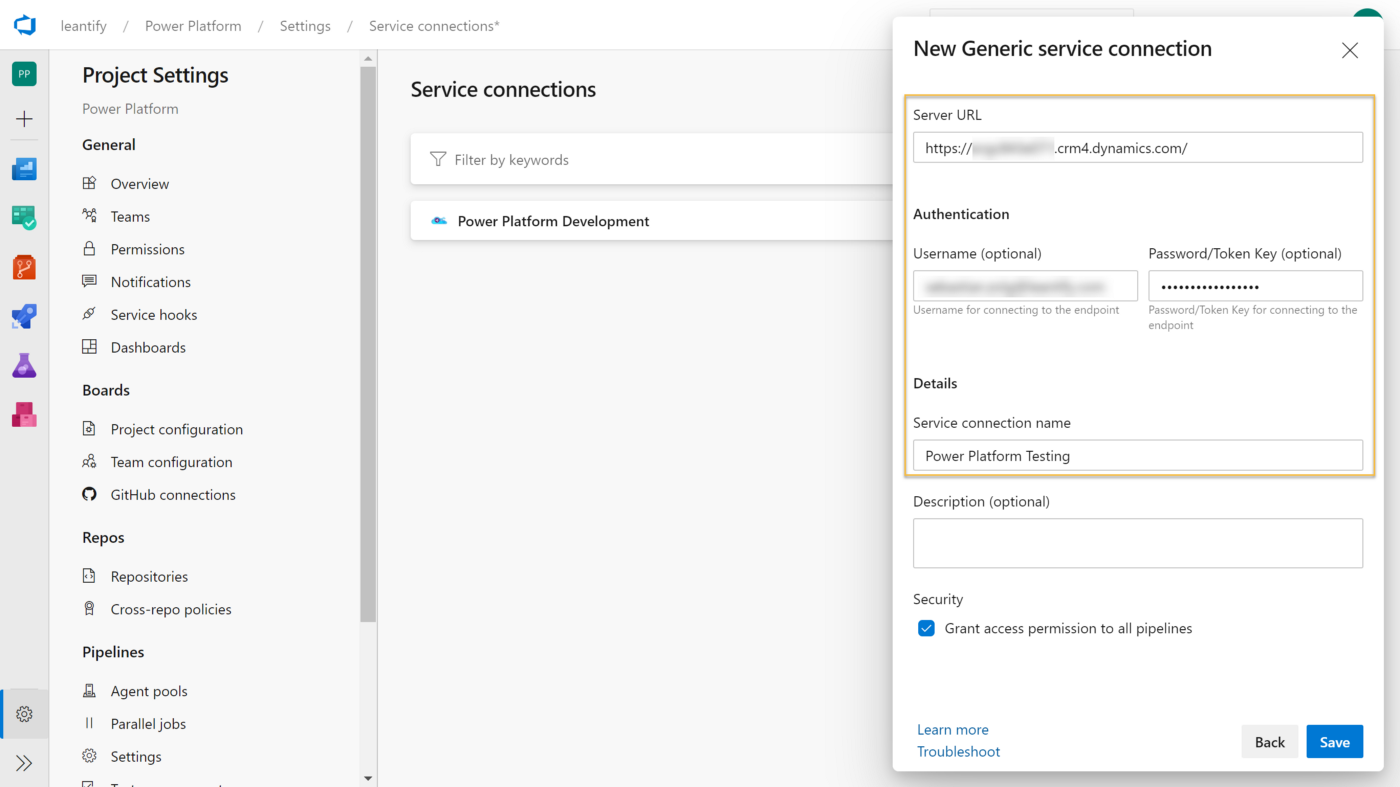 leantify / Power Platform / Settings / Service connections*
PP
Project Settings
Power Platform
General
Overview
Teams
Permissions
Notifications
Service hooks
Dashboards
Boards
Project configuration
Team configuration
GitHub connections
Repos
Repositories
Cross-repo policies
Pipelines
Agent pools
Parallel jobs
Settings
Service connections
Filter by keywords
Power Platform Development
New Generic service connection
Server URL
https:// .crm4.dynamics.com/
Authentication
Username (optional)
Username for connecting to the endpoint
Password/Token Key (optional)
•••••••••••••••••
Password/Token Key for connecting to the
endpoint
Details
Service connection name
Power Platform Testing
Description (optional)
Security
Grant access permission to all pipelines
Learn more
Troubleshoot
Back
Save